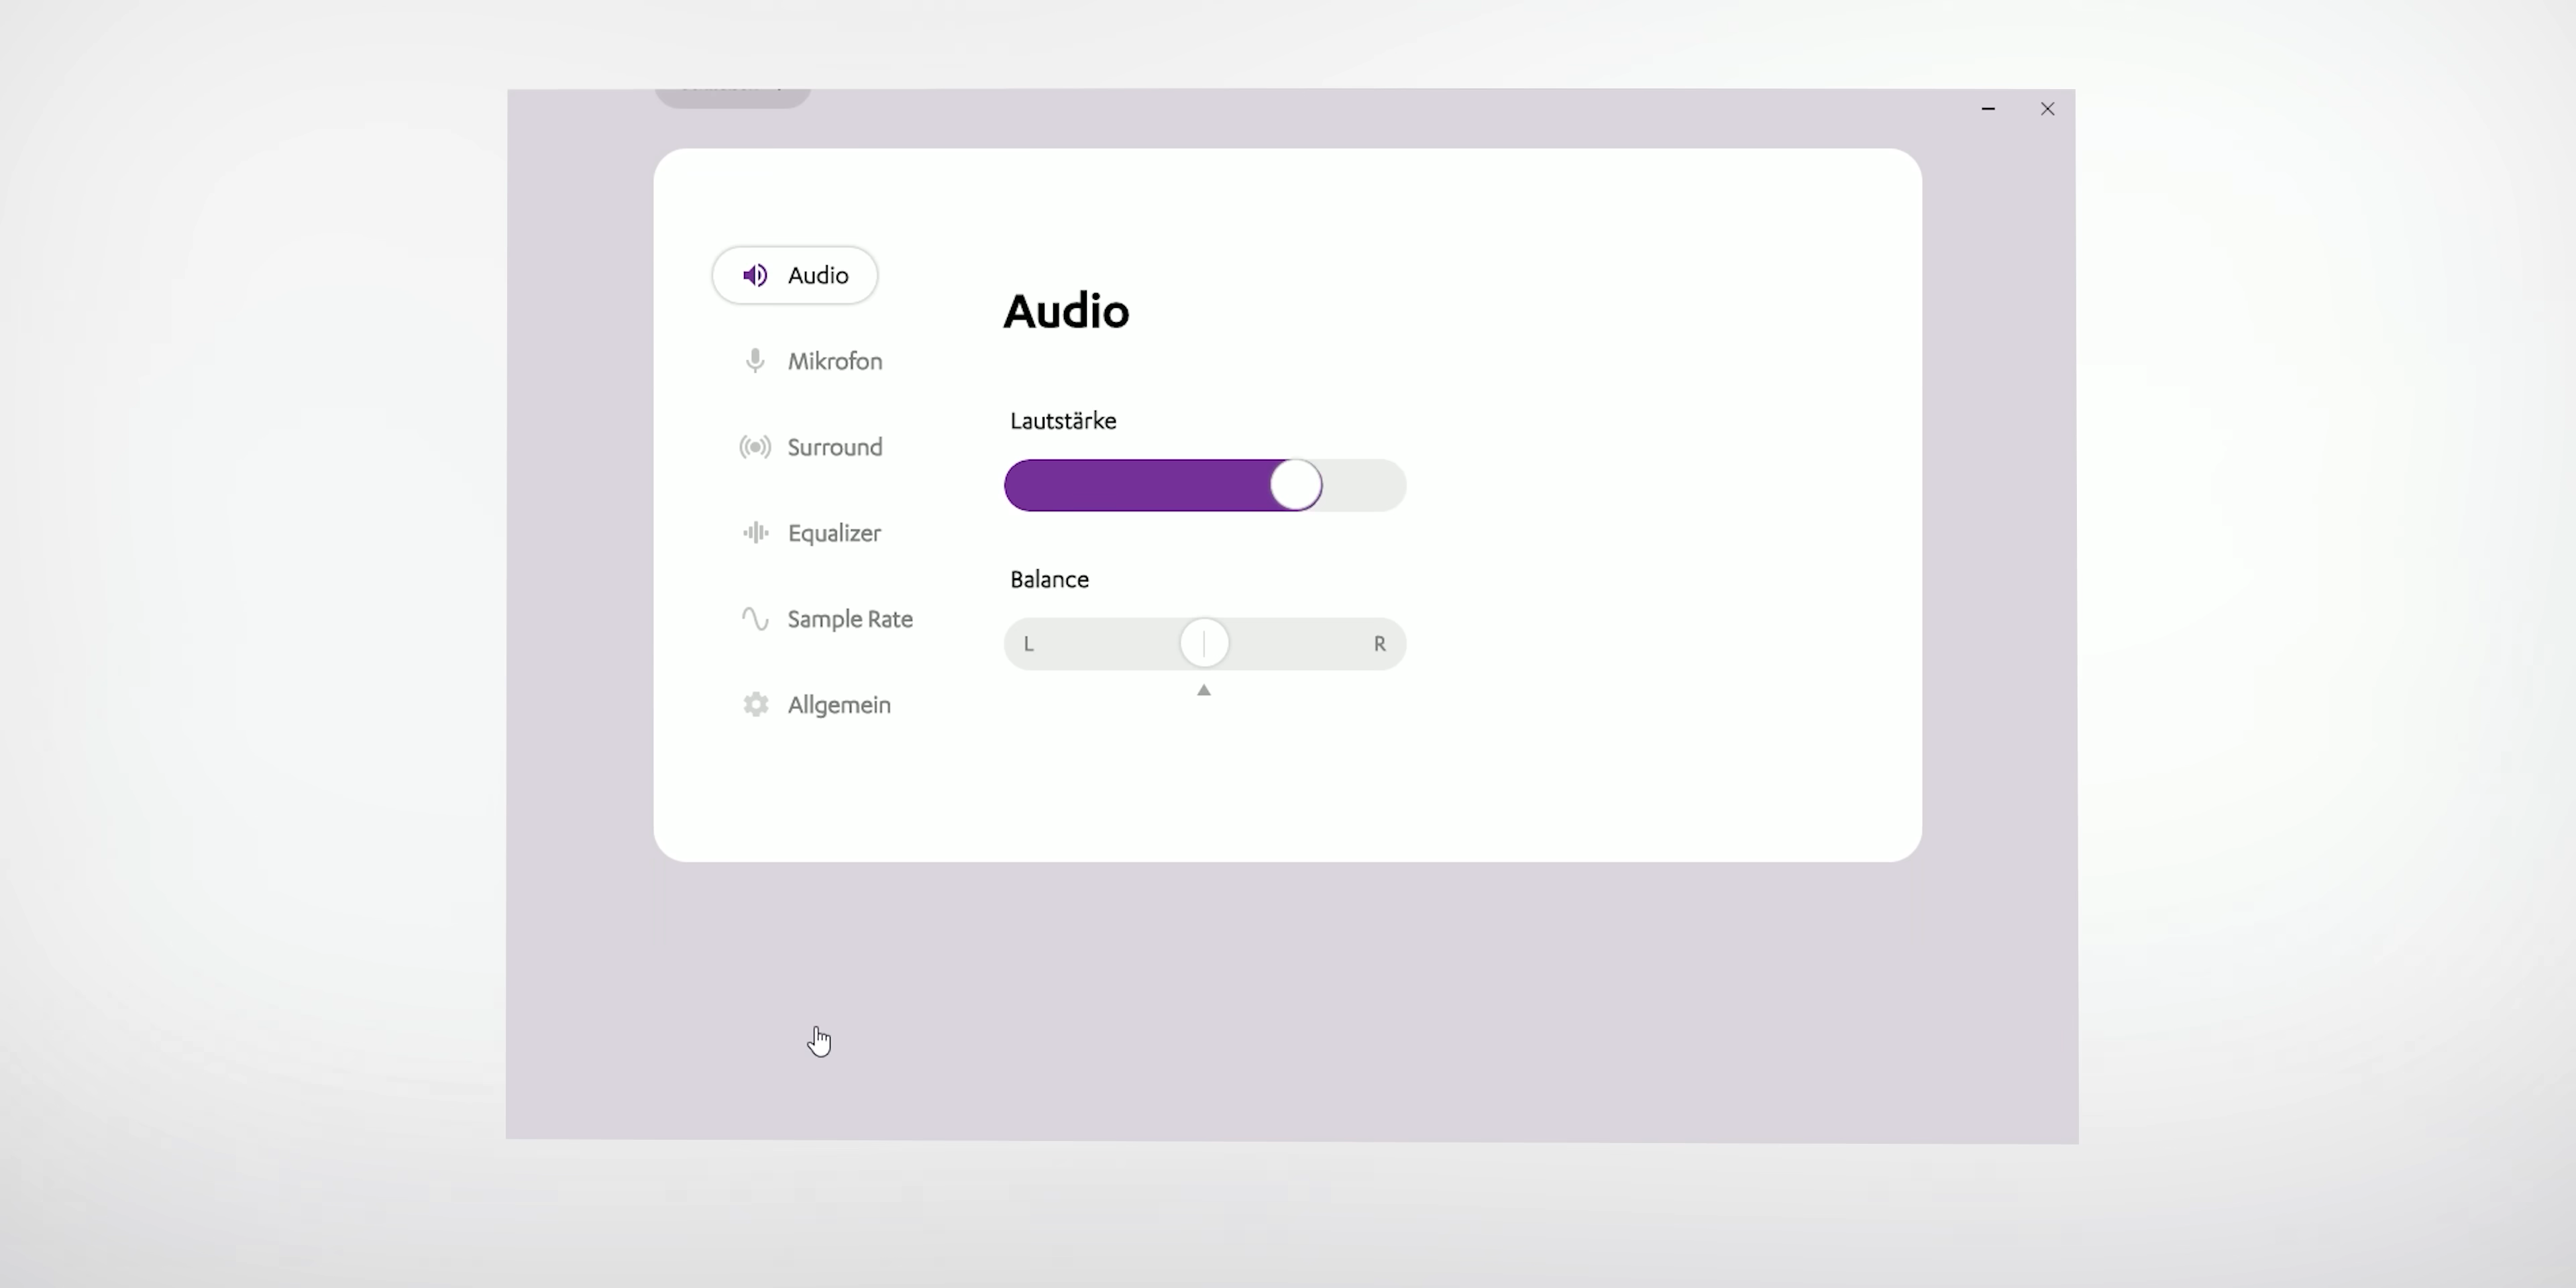 Audio
Mikrofon
Surround
Equalizer
Sample Rate
Allgemein
Audio
Lautstärke
Balance
L R